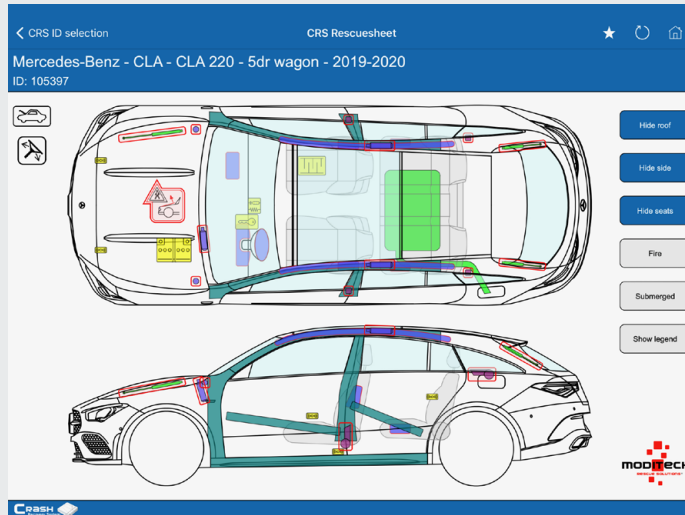 CRS ID selection
CRS Rescuesheet
Mercedes-Benz - CLA - CLA 220 - 5dr wagon - 2019-2020
ID: 105397
Hide roof
Hide side
Hide seats
Fire
Submerged
Show legend
MODITECH
RESCUE SOLUTIONS
CRASH